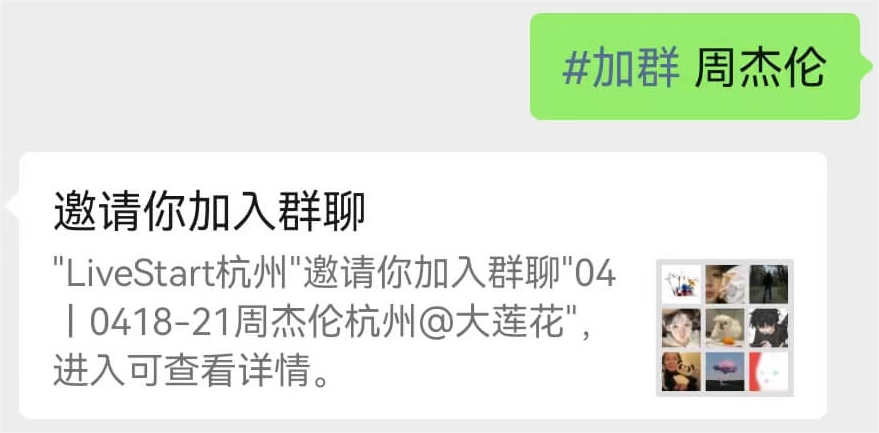 #加群 周杰伦
邀请你加入群聊
"LiveStart杭州"邀请你加入群聊"04
丨0418-21周杰伦杭州@大莲花",
进入可查看详情。